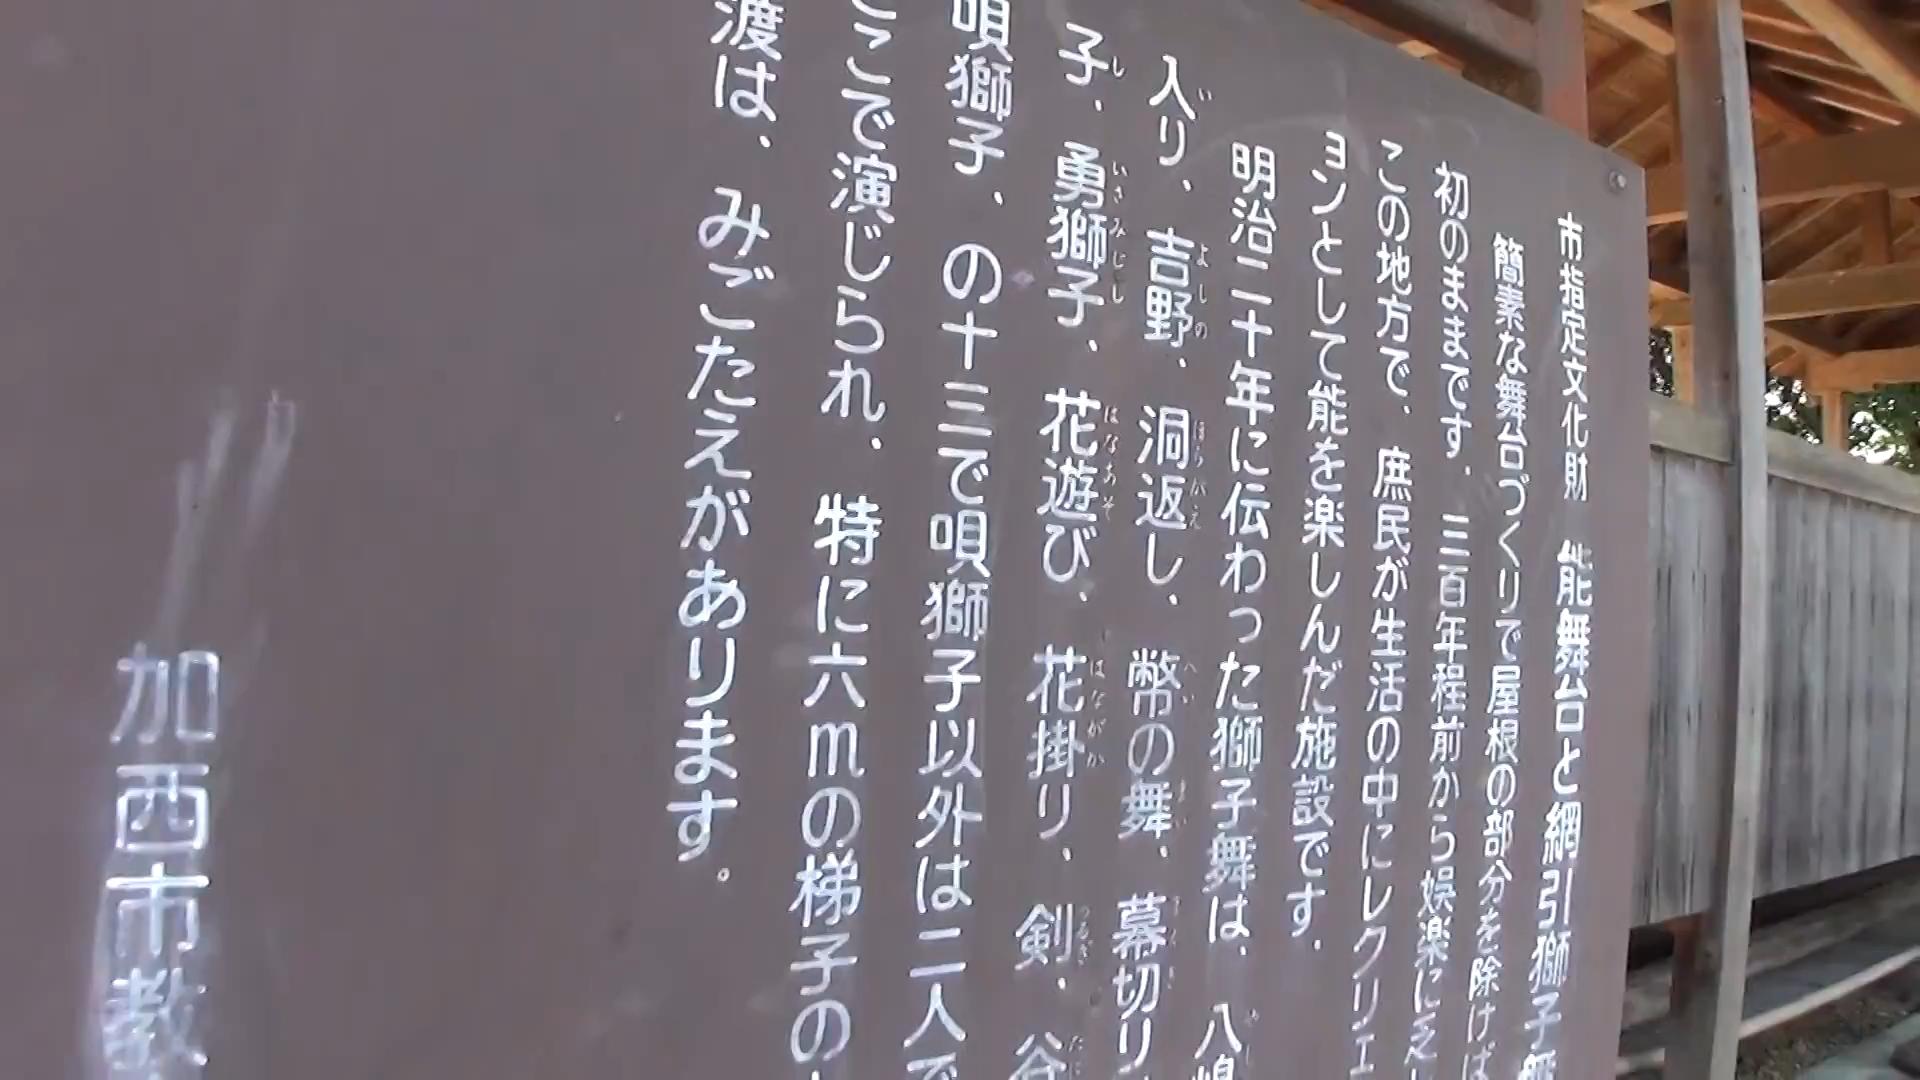 市指定文化財　能舞台と網引獅子舞
簡素な舞台づくりで屋根の部分を除けば
初のままです．三百年程前から娯楽に乏し
この地方で、庶民が生活の中にレクリエ
ョンとして能を楽しんだ施設です．
明治二十年に伝わった獅子舞は、八嶋
入り、吉野、洞返し、幣の舞、幕切り
子、勇獅子、花遊び、花掛り、剣、谷
唄獅子、の十三で唄獅子以外は二人で
ここで演じられ、特に六mの梯子の
渡は、みごたえがあります。
加西市教